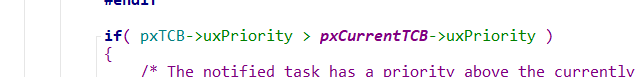 #endif
if( pxTCB->uxPriority > pxCurrentTCB->uxPriority )
{
/* The notified task has a priority above the currently